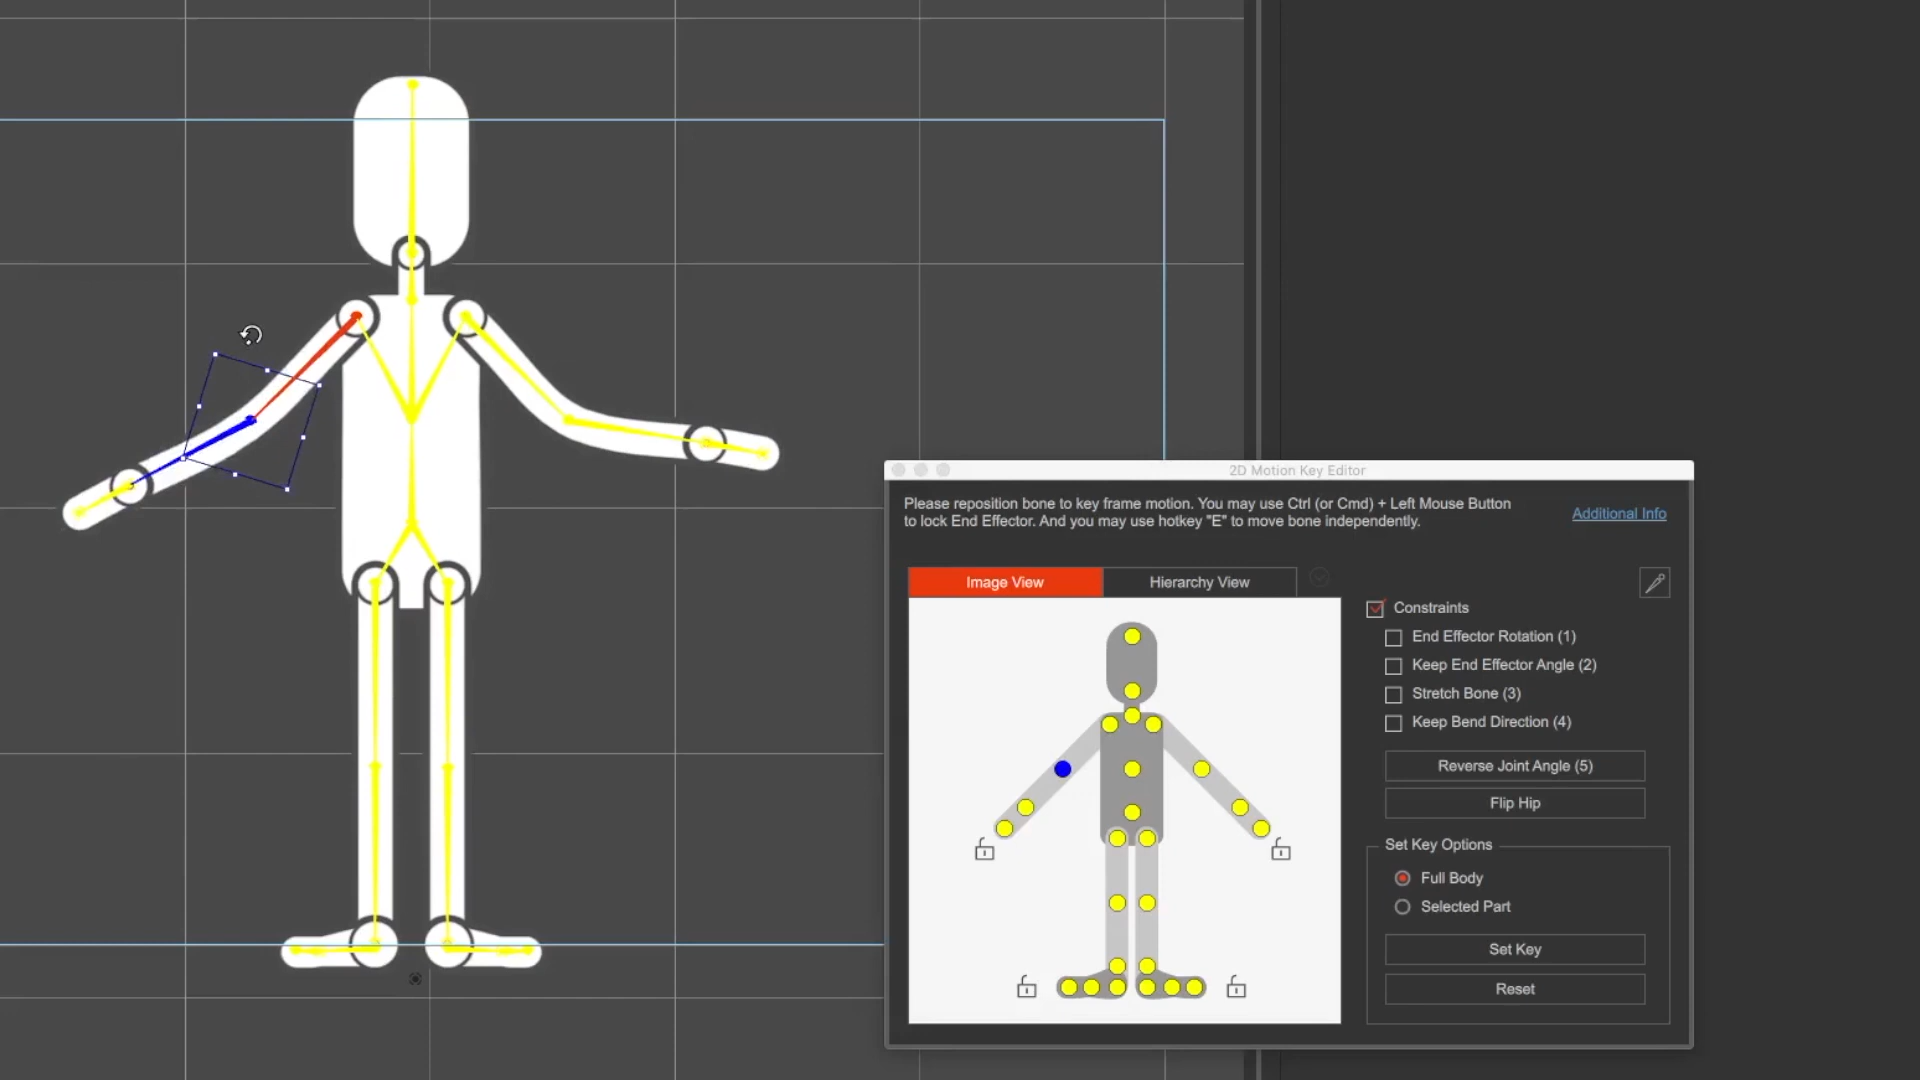 2D Motion Key Editor
Please reposition bone to key frame motion. You may use Ctrl (or Cmd) + Left Mouse Button
to lock End Effector. And you may use hotkey "E" to move bone independently.
Additional Info
Image View
Hierarchy View
Constraints
End Effector Rotation (1)
Keep End Effector Angle (2)
Stretch Bone (3)
Keep Bend Direction (4)
Reverse Joint Angle (5)
Flip Hip
Set Key Options
Full Body
Selected Part
Set Key
Reset